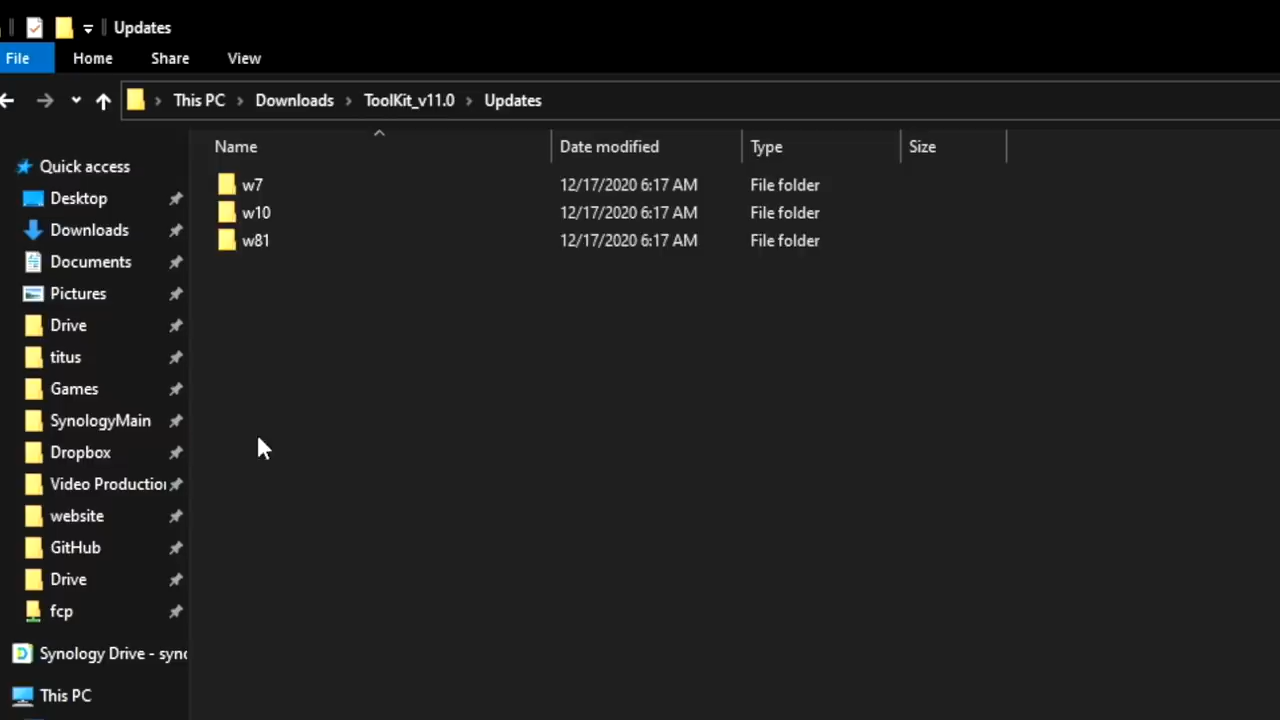 Updates
File Home Share View
This PC > Downloads > ToolKit_v11.0 > Updates
Name Date modified Type Size
w7 12/17/2020 6:17 AM File folder
w10 12/17/2020 6:17 AM File folder
w81 12/17/2020 6:17 AM File folder
Quick access
Desktop
Downloads
Documents
Pictures
Drive
titus
Games
SynologyMain
Dropbox
Video Production
website
GitHub
Drive
fcp
Synology Drive - sync
This PC